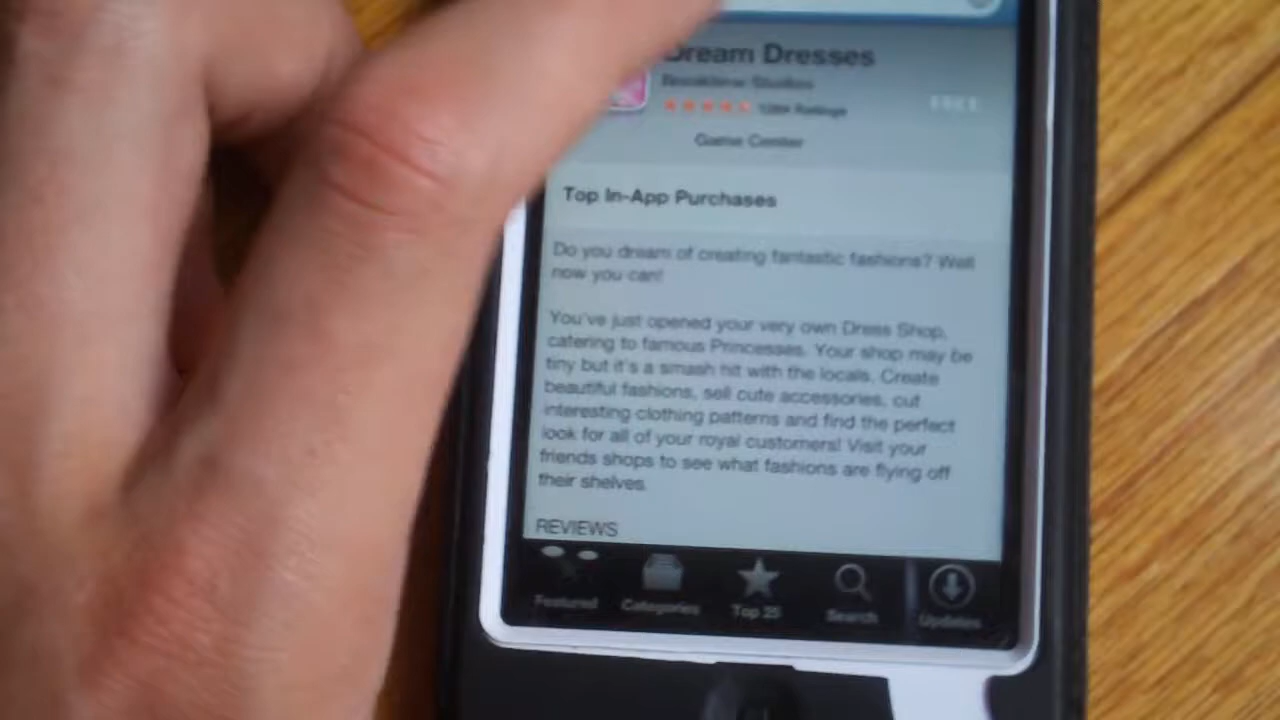 Dream Dresses
Ratings
FREE
Game Center
Top In-App Purchases
Do you dream of creating fantastic fashions? Well
now you can!
You've just opened your very own Dress Shop,
catering to famous Princesses. Your shop may be
tiny but it's a smash hit with the locals. Create
beautiful fashions, sell cute accessories, cut
interesting clothing patterns and find the perfect
look for all of your royal customers! Visit your
friends shops to see what fashions are flying off
their shelves.
REVIEWS
Featured
Categories
Top 25
Search
Updates